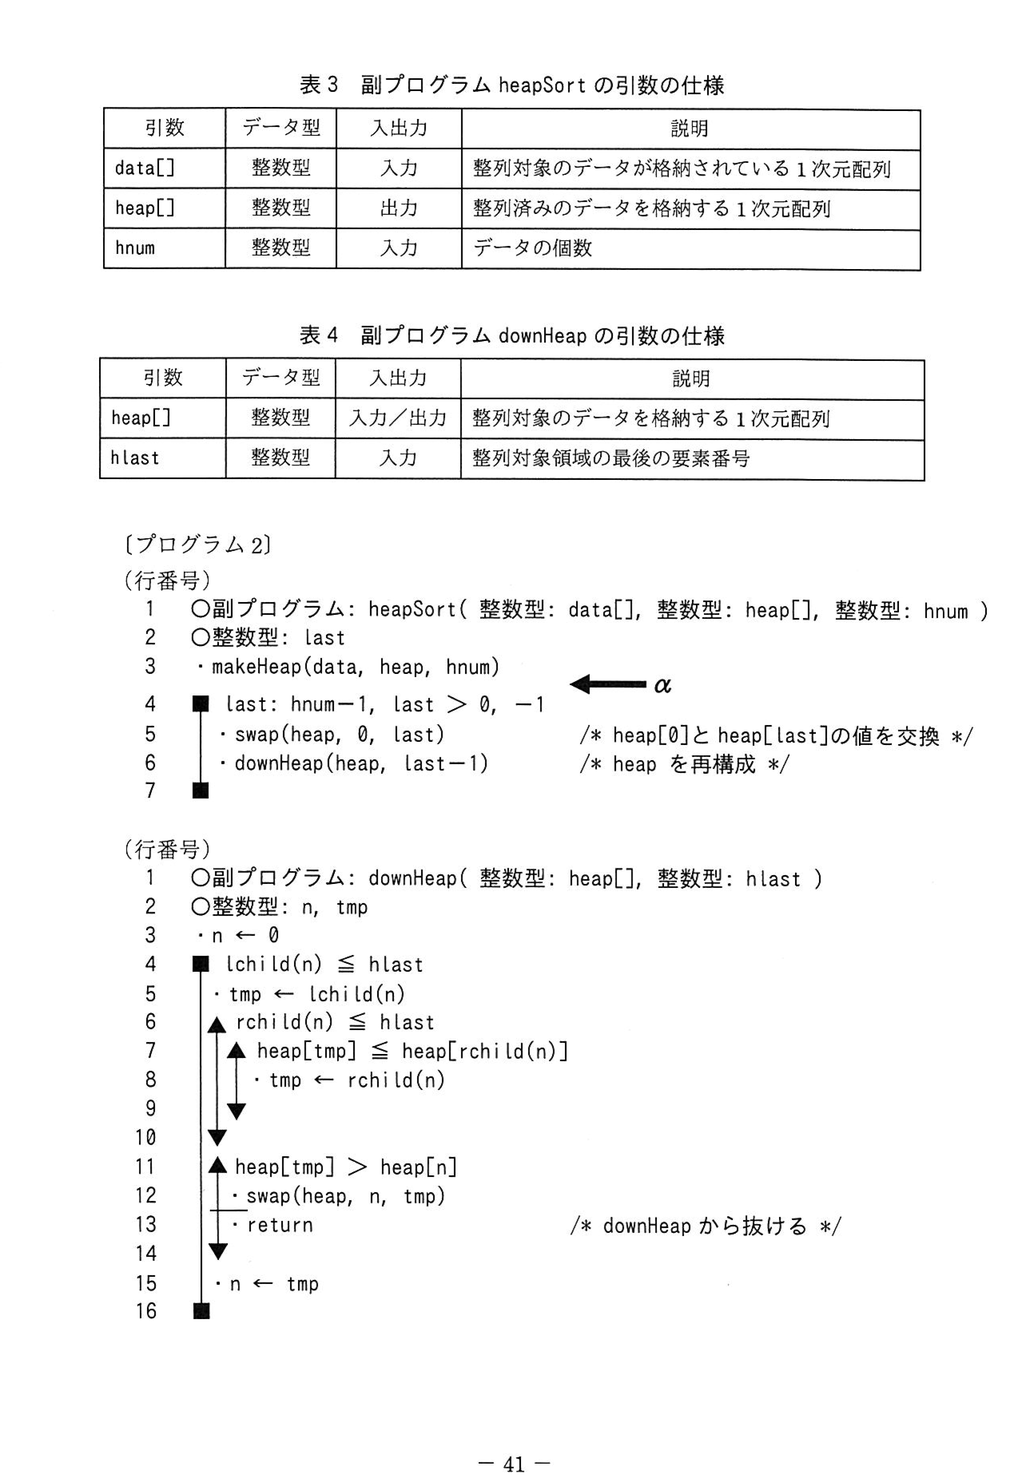 表3 副プログラム heapSort の引数の仕様
引数 データ型 入出力 説明
data[] 整数型 入力 整列対象のデータが格納されている1次元配列
heap[] 整数型 出力 整列済みのデータを格納する1次元配列
hnum 整数型 入力 データの個数
表4 副プログラム downHeap の引数の仕様
引数 データ型 入出力 説明
heap[] 整数型 入力/出力 整列対象のデータを格納する1次元配列
hlast 整数型 入力 整列対象領域の最後の要素番号
〔プログラム2〕
(行番号)
1 ○副プログラム: heapSort( 整数型: data[], 整数型: heap[], 整数型: hnum )
2 ○整数型: last
3 ・makeHeap(data, heap, hnum)
α
4 ■ last: hnum-1, last > 0, -1
5 ・swap(heap, 0, last) /* heap[0]と heap[last]の値を交換 */
6 ・downHeap(heap, last-1) /* heap を再構成 */
7 ■
(行番号)
1 ○副プログラム: downHeap( 整数型: heap[], 整数型: hlast )
2 ○整数型: n, tmp
3 ・n ← 0
4 ■ lchild(n) ≦ hlast
5 ・tmp ← lchild(n)
6 ▲ rchild(n) ≦ hlast
7 ▲ heap[tmp] ≦ heap[rchild(n)]
8 ・tmp ← rchild(n)
9 ▼
10 ▼
11 ▲ heap[tmp] > heap[n]
12 ・swap(heap, n, tmp)
13 ・return /* downHeap から抜ける */
14 ▼
15 ・n ← tmp
16 ■
- 41 -